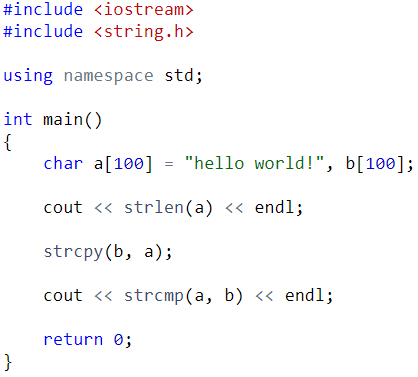 #include <iostream>
#include <string.h>

using namespace std;

int main()
{
    char a[100] = "hello world!", b[100];

    cout << strlen(a) << endl;

    strcpy(b, a);

    cout << strcmp(a, b) << endl;

    return 0;
}